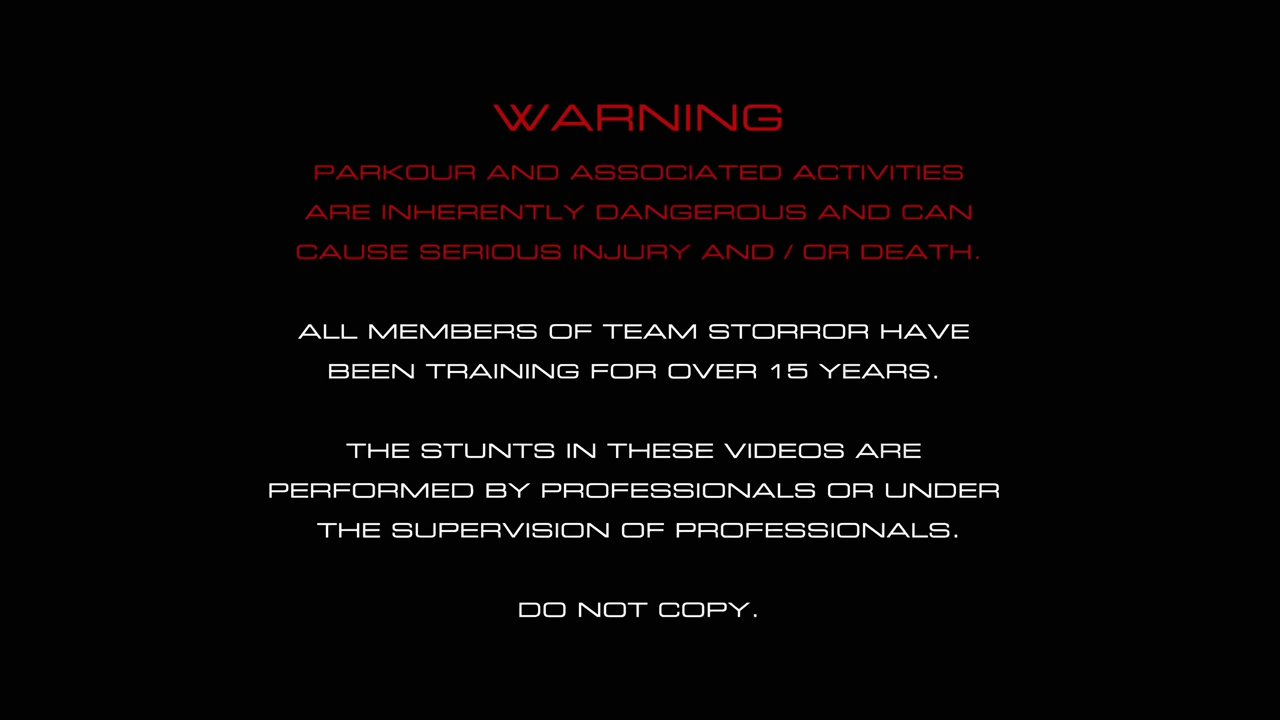 WARNING
PARKOUR AND ASSOCIATED ACTIVITIES
ARE INHERENTLY DANGEROUS AND CAN
CAUSE SERIOUS INJURY AND / OR DEATH.
ALL MEMBERS OF TEAM STORROR HAVE
BEEN TRAINING FOR OVER 15 YEARS.
THE STUNTS IN THESE VIDEOS ARE
PERFORMED BY PROFESSIONALS OR UNDER
THE SUPERVISION OF PROFESSIONALS.
DO NOT COPY.